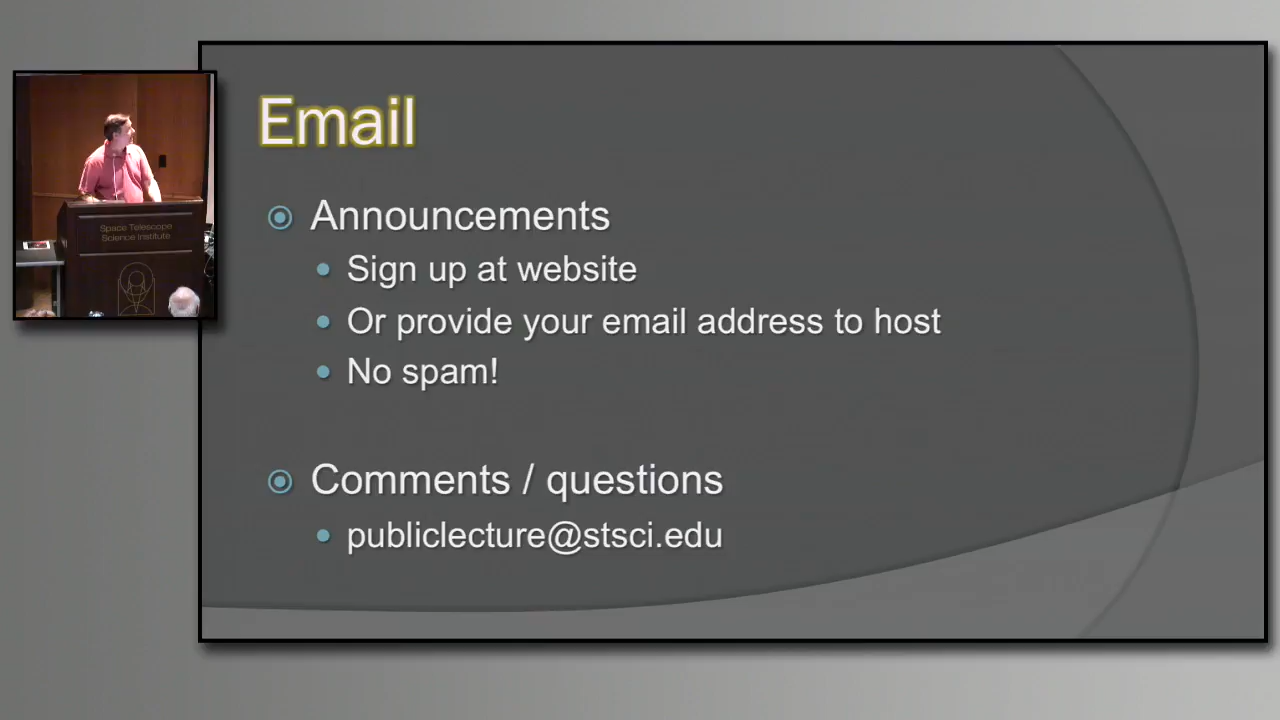 Email
Announcements
Sign up at website
Or provide your email address to host
No spam!
Comments / questions
publiclecture@stsci.edu
Space Telescope
Science Institute